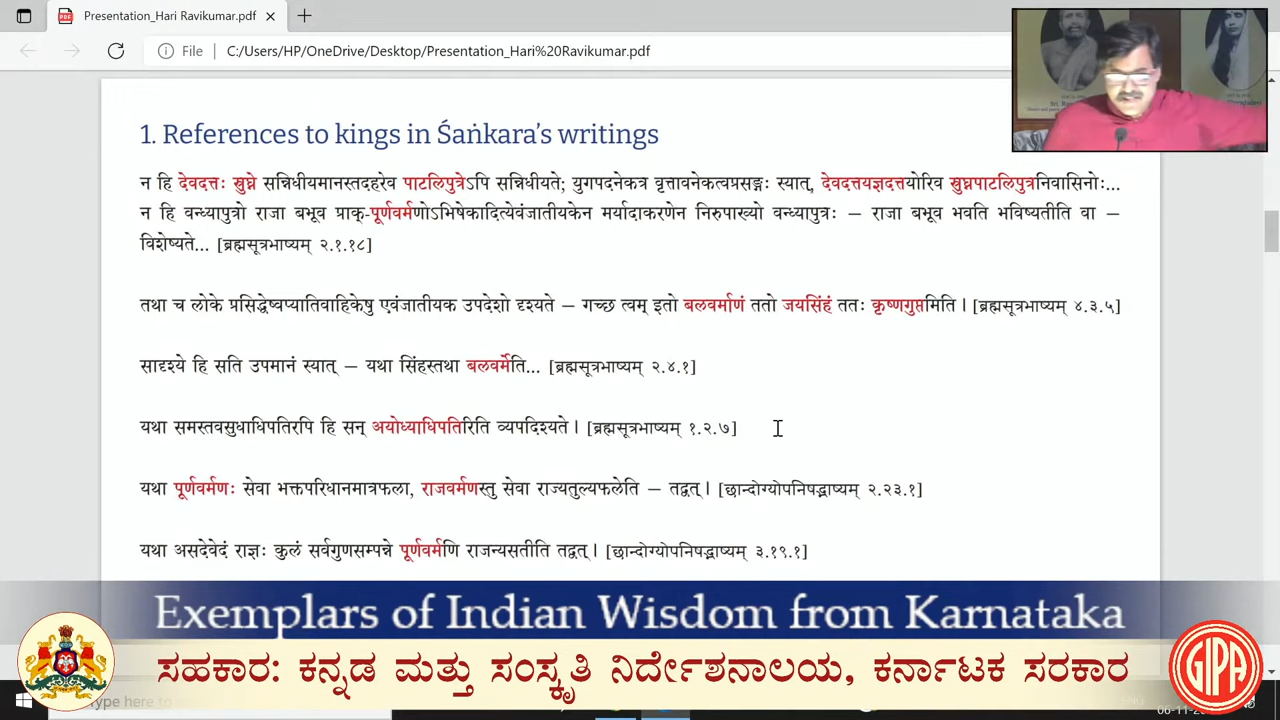 Presentation_Hari Ravikumar.pdf
File C:/Users/HP/OneDrive/Desktop/Presentation_Hari%20Ravikumar.pdf
1. References to kings in Śaṅkara's writings
न हि देवदत्तः स्रुघ्ने सन्निधीयमानस्तदहरेव पाटलिपुत्रेऽपि सन्निधीयते; युगपदनेकत्र वृत्तावनेकत्वप्रसङ्गः स्यात्, देवदत्तयज्ञदत्तयोरिव स्रुघ्नपाटलिपुत्रनिवासिनोः...
न हि वन्ध्यापुत्रो राजा बभूव प्राक्-पूर्णवर्मणोऽभिषेकादित्येवंजातीयकेन मर्यादाकरणेन निरुपाख्यो वन्ध्यापुत्रः – राजा बभूव भवति भविष्यतीति वा –
विशेष्यते... [ब्रह्मसूत्रभाष्यम् २.१.१८]
तथा च लोके प्रसिद्धेष्वप्यातिवाहिकेषु एवंजातीयक उपदेशो दृश्यते – गच्छ त्वम् इतो बलवर्माणं ततो जयसिंहं ततः कृष्णगुप्तमिति । [ब्रह्मसूत्रभाष्यम् ४.३.५]
सादृश्ये हि सति उपमानं स्यात् – यथा सिंहस्तथा बलवर्मेति... [ब्रह्मसूत्रभाष्यम् २.४.१]
यथा समस्तवसुधाधिपतिरपि हि सन् अयोध्याधिपतिरिति व्यपदिश्यते । [ब्रह्मसूत्रभाष्यम् १.२.७]
यथा पूर्णवर्मणः सेवा भक्तपरिधानमात्रफला, राजवर्मणस्तु सेवा राज्यतुल्यफलेति – तद्वत् । [छान्दोग्योपनिषद्भाष्यम् २.२३.१]
यथा असदेवेदं राज्ञः कुलं सर्वगुणसम्पन्ने पूर्णवर्मणि राजन्यसतीति तद्वत् । [छान्दोग्योपनिषद्भाष्यम् ३.१९.१]
Exemplars of Indian Wisdom from Karnataka
ಸಹಕಾರ: ಕನ್ನಡ ಮತ್ತು ಸಂಸ್ಕೃತಿ ನಿರ್ದೇಶನಾಲಯ, ಕರ್ನಾಟಕ ಸರಕಾರ
GIPA
Type here to